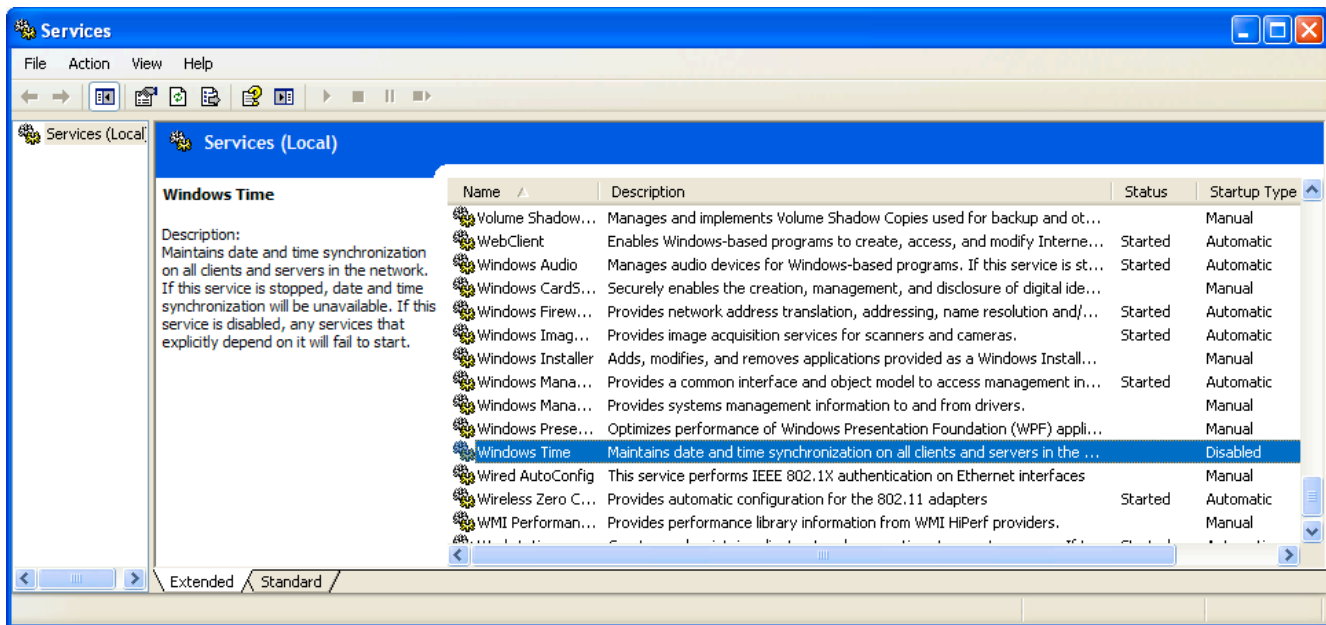 Services
File Action View Help
Services (Local)
Services (Local)
Windows Time
Description:
Maintains date and time synchronization
on all clients and servers in the network.
If this service is stopped, date and time
synchronization will be unavailable. If this
service is disabled, any services that
explicitly depend on it will fail to start.
Name Description Status Startup Type
Volume Shadow... Manages and implements Volume Shadow Copies used for backup and ot... Manual
WebClient Enables Windows-based programs to create, access, and modify Interne... Started Automatic
Windows Audio Manages audio devices for Windows-based programs. If this service is st... Started Automatic
Windows CardS... Securely enables the creation, management, and disclosure of digital ide... Manual
Windows Firew... Provides network address translation, addressing, name resolution and/... Started Automatic
Windows Imag... Provides image acquisition services for scanners and cameras. Started Automatic
Windows Installer Adds, modifies, and removes applications provided as a Windows Install... Manual
Windows Mana... Provides a common interface and object model to access management in... Started Automatic
Windows Mana... Provides systems management information to and from drivers. Manual
Windows Prese... Optimizes performance of Windows Presentation Foundation (WPF) appli... Manual
Windows Time Maintains date and time synchronization on all clients and servers in the ... Disabled
Wired AutoConfig This service performs IEEE 802.1X authentication on Ethernet interfaces Manual
Wireless Zero C... Provides automatic configuration for the 802.11 adapters Started Automatic
WMI Performan... Provides performance library information from WMI HiPerf providers. Manual
Extended Standard